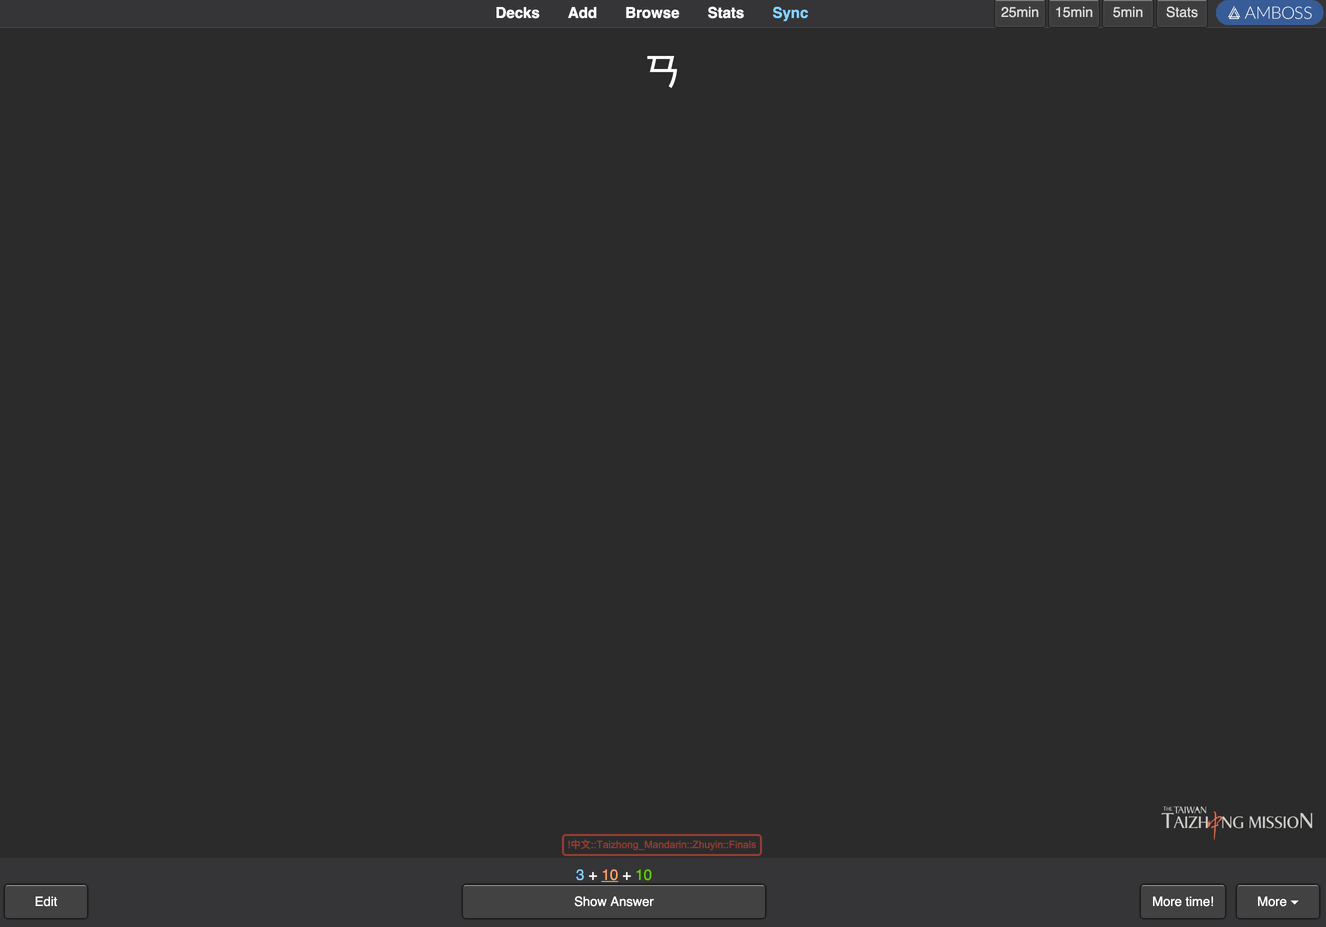 Decks Add Browse Stats Sync 25min 15min 5min Stats AMBOSS
ㄢ
THE TAIWAN
TAIZHONG MISSION
!中文::Taizhong_Mandarin::Zhuyin::Finals
3 + 10 + 10
Edit Show Answer More time! More